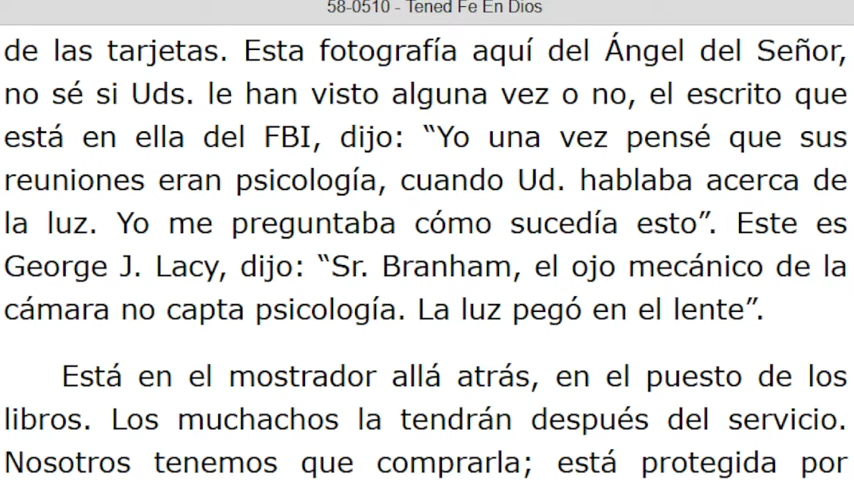 58-0510 - Tened Fe En Dios
de las tarjetas. Esta fotografía aquí del Ángel del Señor,
no sé si Uds. le han visto alguna vez o no, el escrito que
está en ella del FBI, dijo: “Yo una vez pensé que sus
reuniones eran psicología, cuando Ud. hablaba acerca de
la luz. Yo me preguntaba cómo sucedía esto”. Este es
George J. Lacy, dijo: “Sr. Branham, el ojo mecánico de la
cámara no capta psicología. La luz pegó en el lente”.
Está en el mostrador allá atrás, en el puesto de los
libros. Los muchachos la tendrán después del servicio.
Nosotros tenemos que comprarla; está protegida por